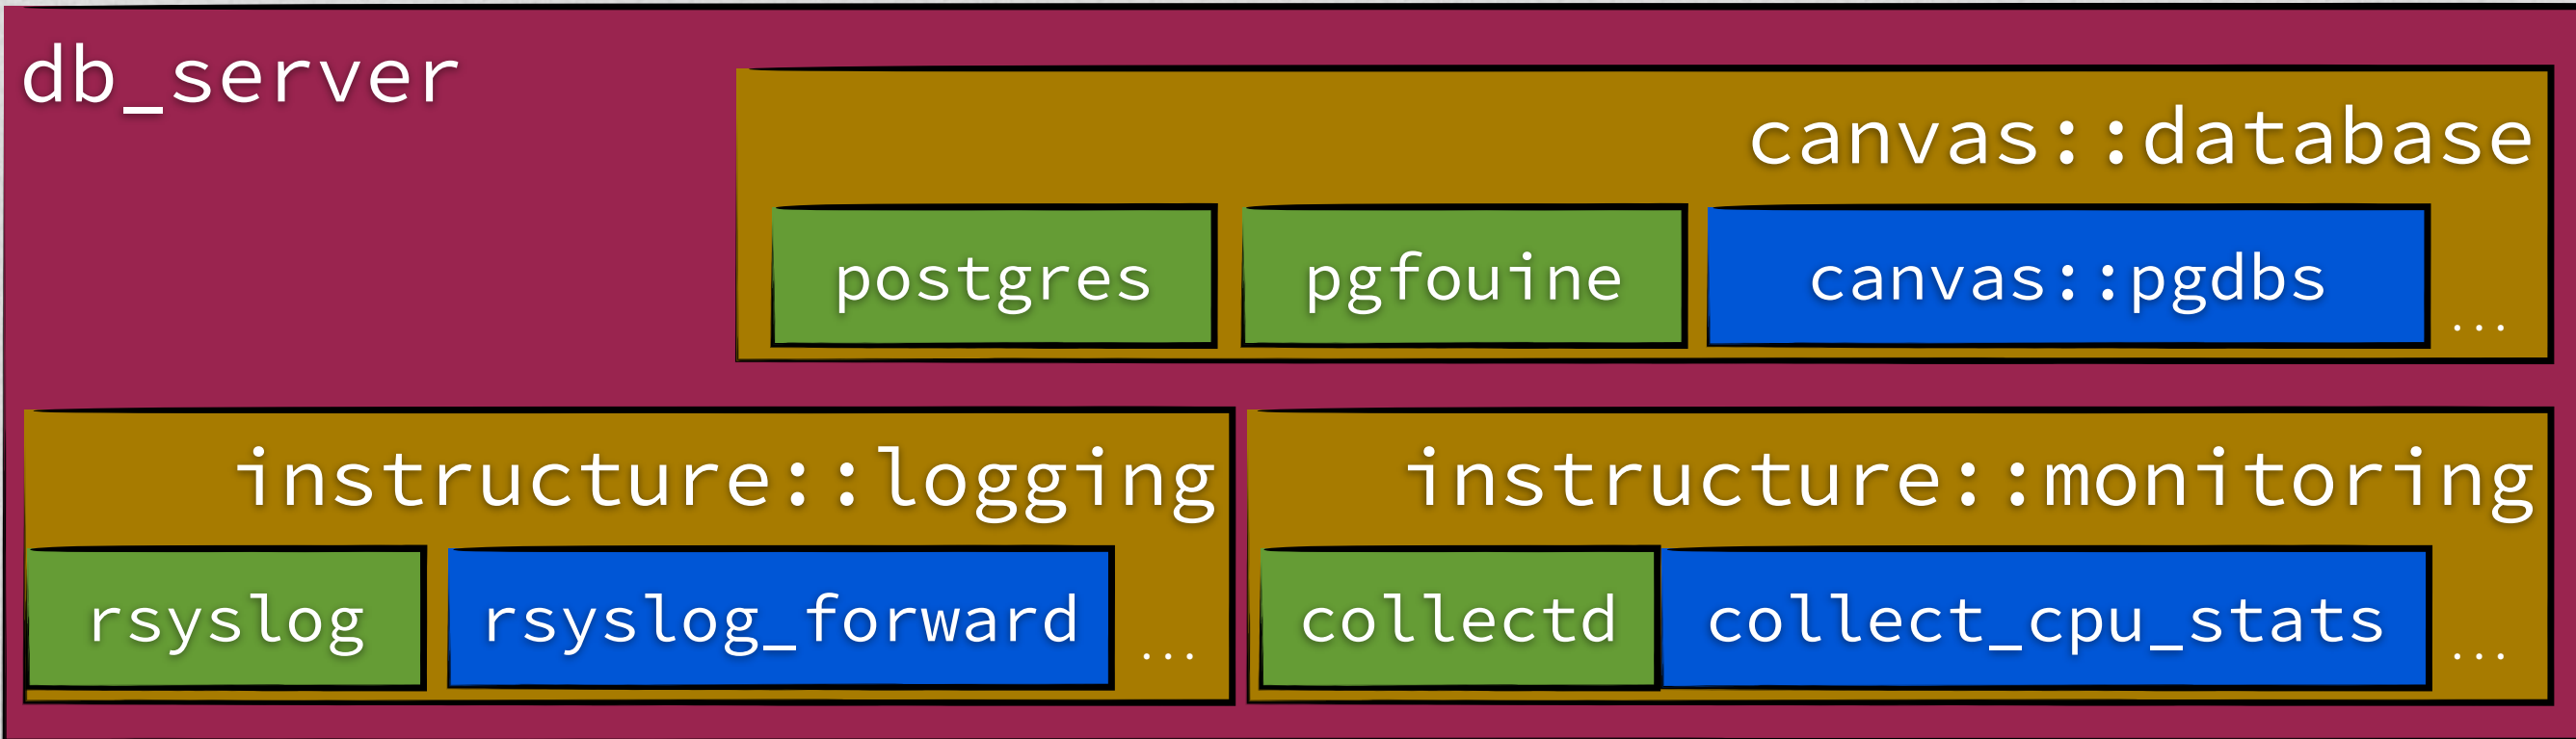 db_server
canvas::database
postgres
pgfouine
canvas::pgdbs
...
instructure::logging
rsyslog
rsyslog_forward
...
instructure::monitoring
collectd
collect_cpu_stats
...